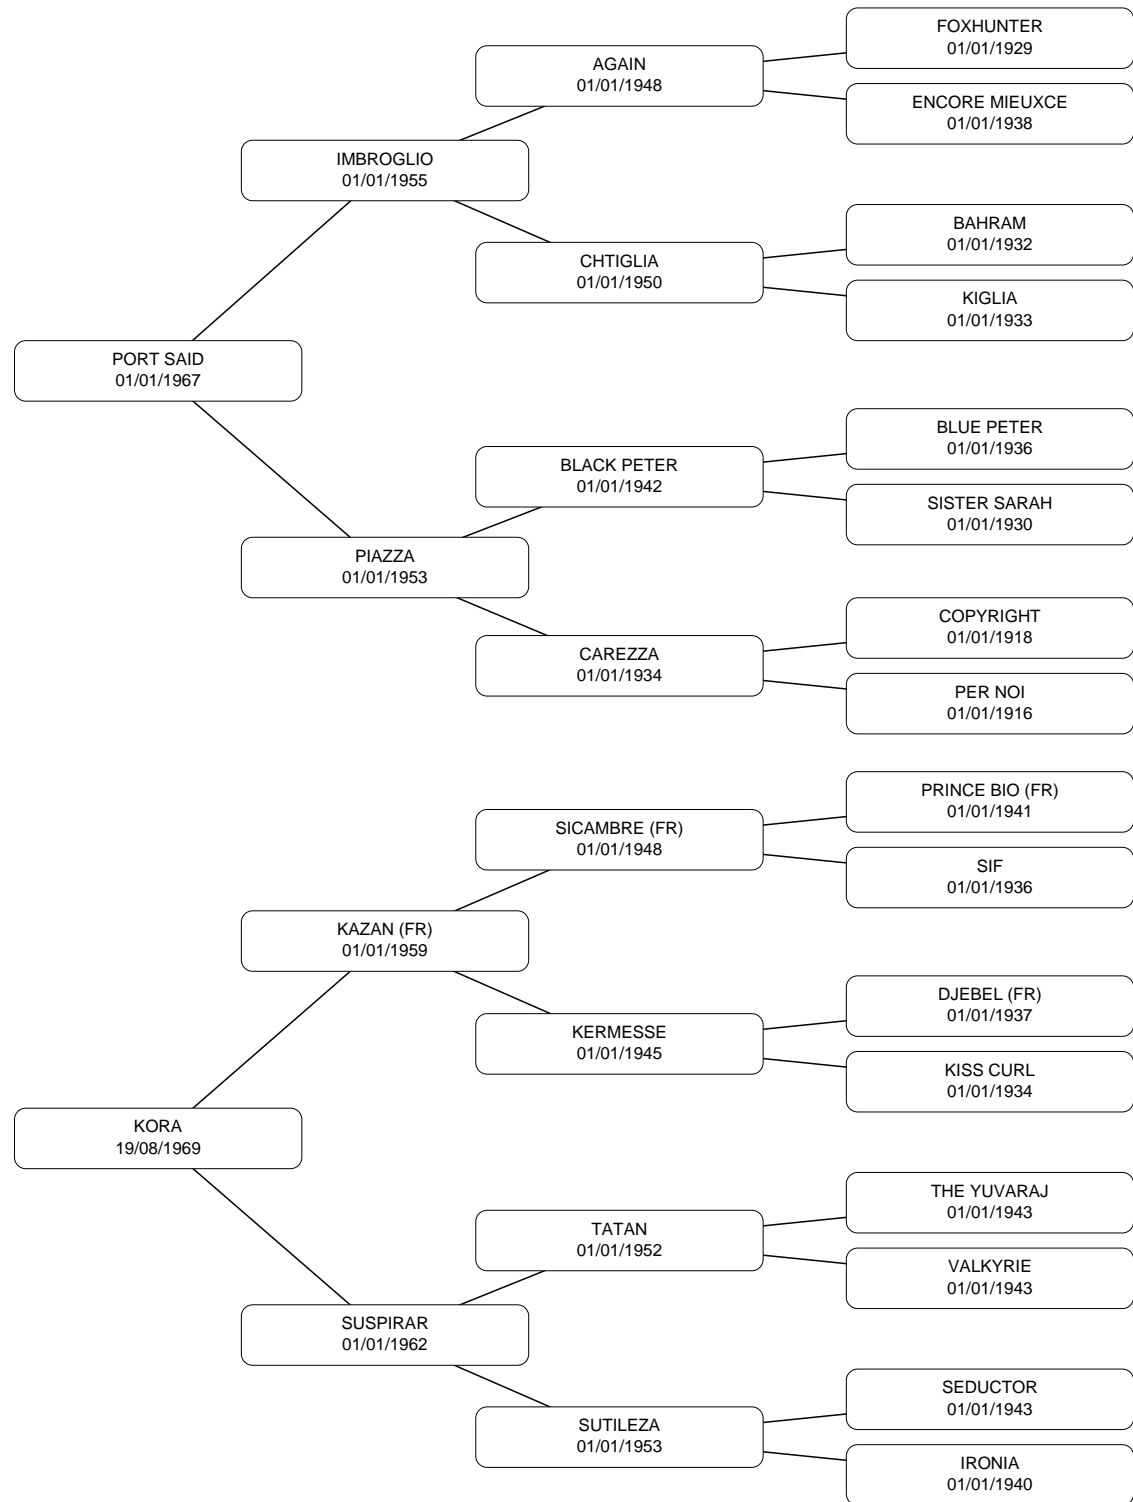 FOXHUNTER
01/01/1929
AGAIN
01/01/1948
ENCORE MIEUXCE
01/01/1938
IMBROGLIO
01/01/1955
BAHRAM
01/01/1932
CHTIGLIA
01/01/1950
KIGLIA
01/01/1933
PORT SAID
01/01/1967
BLUE PETER
01/01/1936
BLACK PETER
01/01/1942
SISTER SARAH
01/01/1930
PIAZZA
01/01/1953
COPYRIGHT
01/01/1918
CAREZZA
01/01/1934
PER NOI
01/01/1916
PRINCE BIO (FR)
01/01/1941
SICAMBRE (FR)
01/01/1948
SIF
01/01/1936
KAZAN (FR)
01/01/1959
DJEBEL (FR)
01/01/1937
KERMESSE
01/01/1945
KISS CURL
01/01/1934
KORA
19/08/1969
THE YUVARAJ
01/01/1943
TATAN
01/01/1952
VALKYRIE
01/01/1943
SUSPIRAR
01/01/1962
SEDUCTOR
01/01/1943
SUTILEZA
01/01/1953
IRONIA
01/01/1940